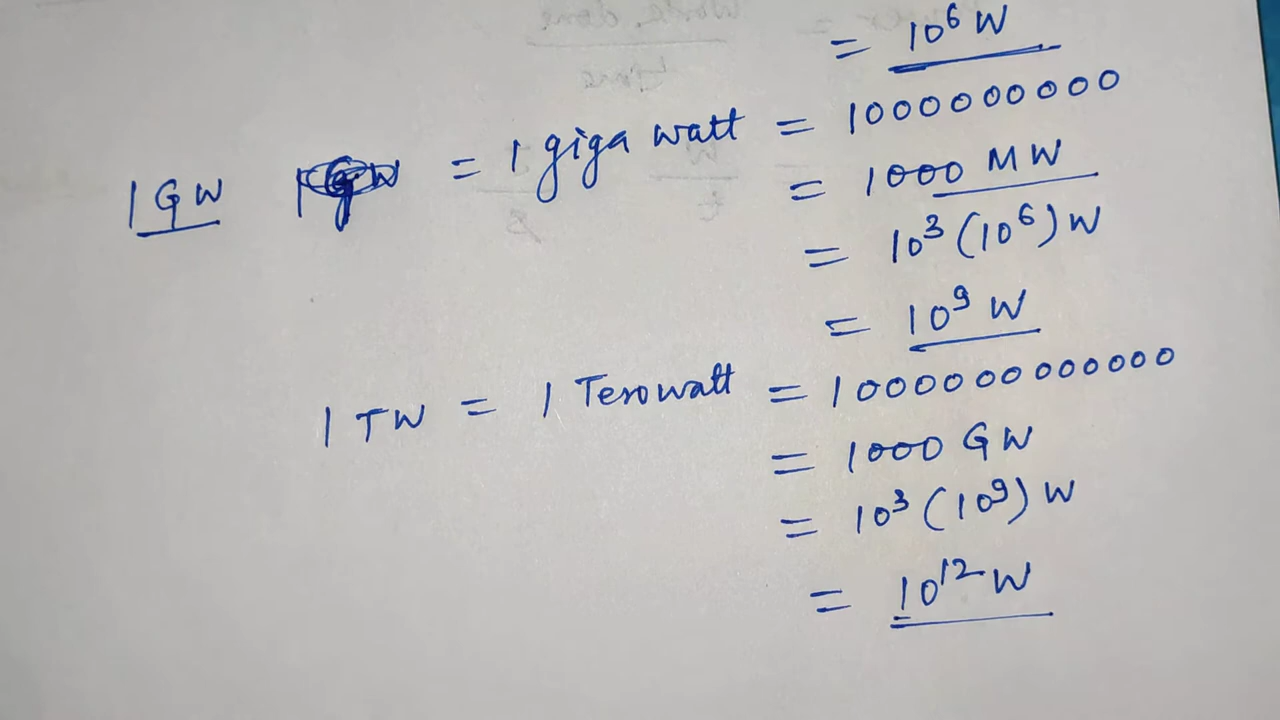 = 10⁶ W
1 GW = 1 giga watt = 1000000000
= 1000 MW
= 10³ (10⁶) W
= 10⁹ W
1 TW = 1 Terowatt = 1000000000000
= 1000 GW
= 10³ (10⁹) W
= 10¹² W